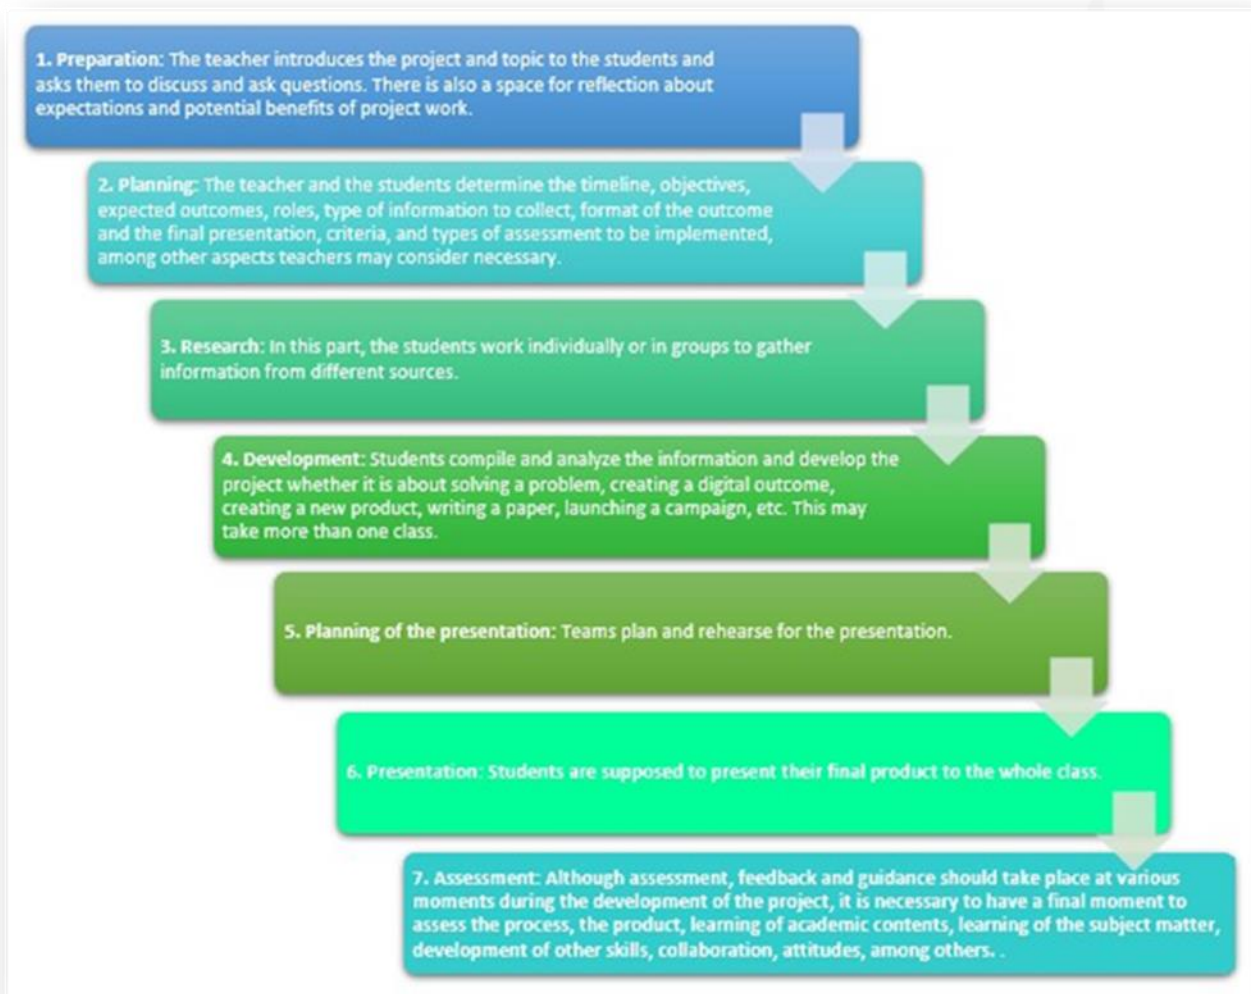 1. Preparation: The teacher introduces the project and topic to the students and
asks them to discuss and ask questions. There is also a space for reflection about
expectations and potential benefits of project work.
2. Planning: The teacher and the students determine the timeline, objectives,
expected outcomes, roles, type of information to collect, format of the outcome
and the final presentation, criteria, and types of assessment to be implemented,
among other aspects teachers may consider necessary.
3. Research: In this part, the students work individually or in groups to gather
information from different sources.
4. Development: Students compile and analyze the information and develop the
project whether it is about solving a problem, creating a digital outcome,
creating a new product, writing a paper, launching a campaign, etc. This may
take more than one class.
5. Planning of the presentation: Teams plan and rehearse for the presentation.
6. Presentation: Students are supposed to present their final product to the whole class.
7. Assessment: Although assessment, feedback and guidance should take place at various
moments during the development of the project, it is necessary to have a final moment to
assess the process, the product, learning of academic contents, learning of the subject matter,
development of other skills, collaboration, attitudes, among others. .